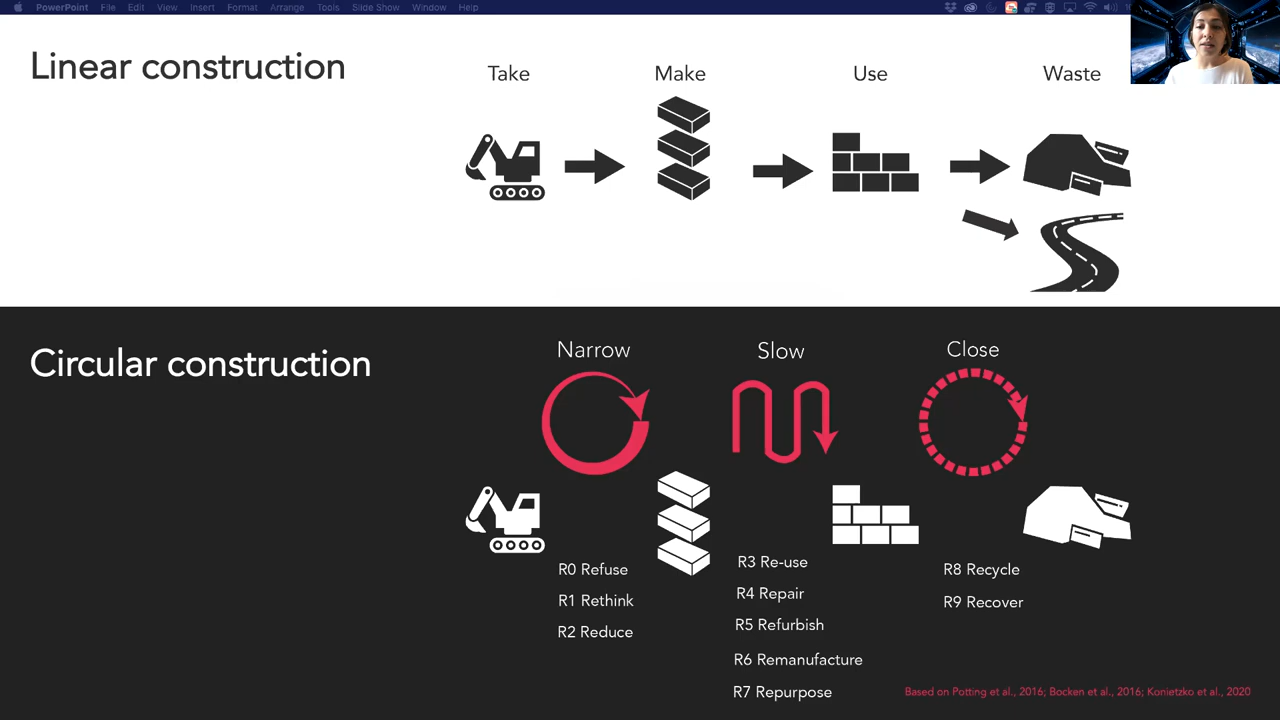 PowerPoint File Edit View Insert Format Arrange Tools Slide Show Window Help
Linear construction
Take Make Use Waste
Circular construction
Narrow Slow Close
R0 Refuse
R1 Rethink
R2 Reduce
R3 Re-use
R4 Repair
R5 Refurbish
R6 Remanufacture
R7 Repurpose
R8 Recycle
R9 Recover
Based on Potting et al., 2016; Bocken et al., 2016; Konietzko et al., 2020